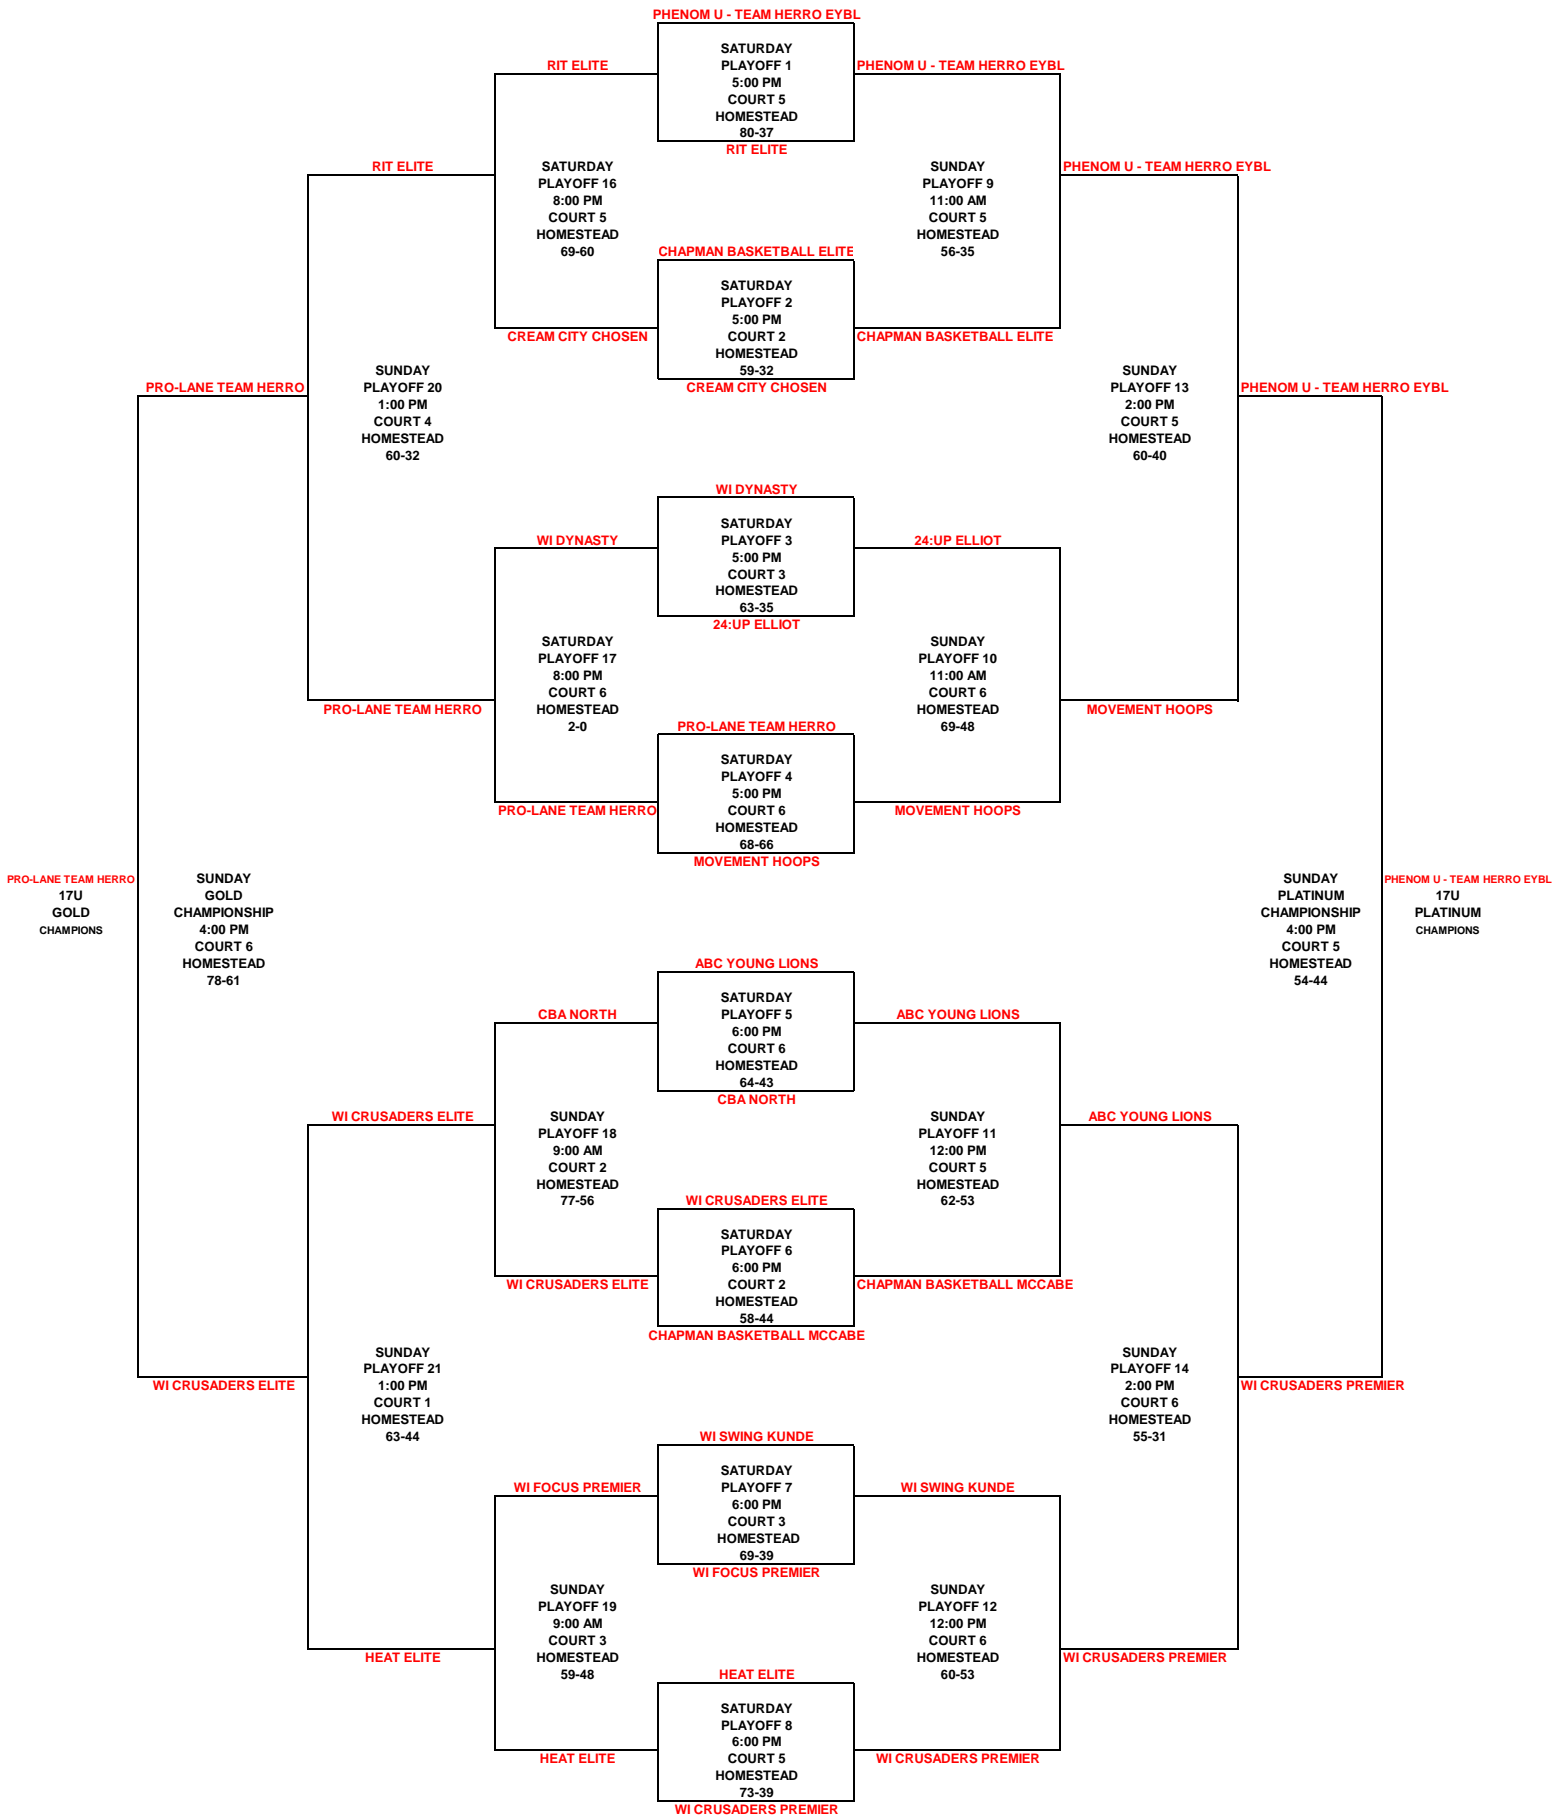 PHENOM U - TEAM HERRO EYBL
SATURDAY
PLAYOFF 1
5:00 PM
COURT 5
HOMESTEAD
80-37
RIT ELITE
RIT ELITE
PHENOM U - TEAM HERRO EYBL
RIT ELITE
SATURDAY
PLAYOFF 16
8:00 PM
COURT 5
HOMESTEAD
69-60
SUNDAY
PLAYOFF 9
11:00 AM
COURT 5
HOMESTEAD
56-35
PHENOM U - TEAM HERRO EYBL
CHAPMAN BASKETBALL ELITE
SATURDAY
PLAYOFF 2
5:00 PM
COURT 2
HOMESTEAD
59-32
CREAM CITY CHOSEN
CREAM CITY CHOSEN
CHAPMAN BASKETBALL ELITE
PRO-LANE TEAM HERRO
SUNDAY
PLAYOFF 20
1:00 PM
COURT 4
HOMESTEAD
60-32
SUNDAY
PLAYOFF 13
2:00 PM
COURT 5
HOMESTEAD
60-40
PHENOM U - TEAM HERRO EYBL
WI DYNASTY
SATURDAY
PLAYOFF 3
5:00 PM
COURT 3
HOMESTEAD
63-35
24:UP ELLIOT
WI DYNASTY
24:UP ELLIOT
SATURDAY
PLAYOFF 17
8:00 PM
COURT 6
HOMESTEAD
2-0
SUNDAY
PLAYOFF 10
11:00 AM
COURT 6
HOMESTEAD
69-48
PRO-LANE TEAM HERRO
MOVEMENT HOOPS
PRO-LANE TEAM HERRO
SATURDAY
PLAYOFF 4
5:00 PM
COURT 6
HOMESTEAD
68-66
MOVEMENT HOOPS
PRO-LANE TEAM HERRO
MOVEMENT HOOPS
PRO-LANE TEAM HERRO
17U
GOLD
CHAMPIONS
SUNDAY
GOLD
CHAMPIONSHIP
4:00 PM
COURT 6
HOMESTEAD
78-61
SUNDAY
PLATINUM
CHAMPIONSHIP
4:00 PM
COURT 5
HOMESTEAD
54-44
PHENOM U - TEAM HERRO EYBL
17U
PLATINUM
CHAMPIONS
ABC YOUNG LIONS
SATURDAY
PLAYOFF 5
6:00 PM
COURT 6
HOMESTEAD
64-43
CBA NORTH
CBA NORTH
ABC YOUNG LIONS
WI CRUSADERS ELITE
SUNDAY
PLAYOFF 18
9:00 AM
COURT 2
HOMESTEAD
77-56
SUNDAY
PLAYOFF 11
12:00 PM
COURT 5
HOMESTEAD
62-53
ABC YOUNG LIONS
WI CRUSADERS ELITE
SATURDAY
PLAYOFF 6
6:00 PM
COURT 2
HOMESTEAD
58-44
CHAPMAN BASKETBALL MCCABE
WI CRUSADERS ELITE
CHAPMAN BASKETBALL MCCABE
WI CRUSADERS ELITE
SUNDAY
PLAYOFF 21
1:00 PM
COURT 1
HOMESTEAD
63-44
SUNDAY
PLAYOFF 14
2:00 PM
COURT 6
HOMESTEAD
55-31
WI CRUSADERS PREMIER
WI SWING KUNDE
SATURDAY
PLAYOFF 7
6:00 PM
COURT 3
HOMESTEAD
69-39
WI FOCUS PREMIER
WI FOCUS PREMIER
WI SWING KUNDE
SUNDAY
PLAYOFF 19
9:00 AM
COURT 3
HOMESTEAD
59-48
SUNDAY
PLAYOFF 12
12:00 PM
COURT 6
HOMESTEAD
60-53
HEAT ELITE
WI CRUSADERS PREMIER
HEAT ELITE
SATURDAY
PLAYOFF 8
6:00 PM
COURT 5
HOMESTEAD
73-39
WI CRUSADERS PREMIER
HEAT ELITE
WI CRUSADERS PREMIER